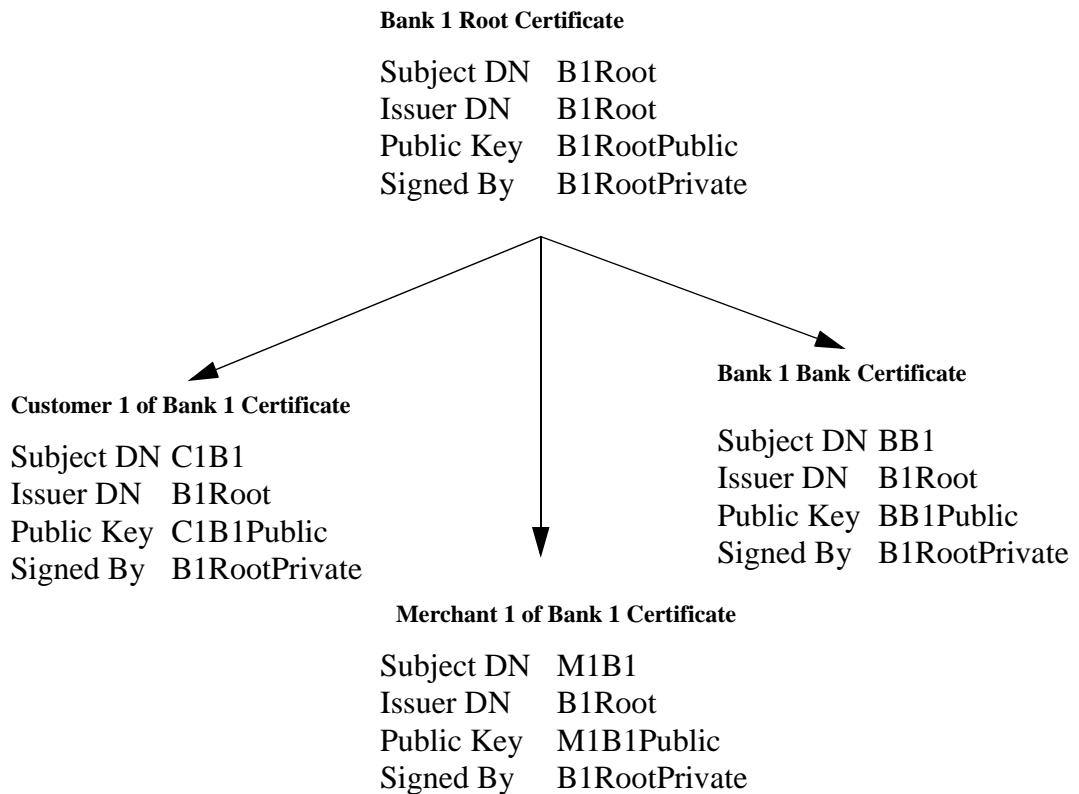 Bank 1 Root Certificate
Subject DN B1Root
Issuer DN B1Root
Public Key B1RootPublic
Signed By B1RootPrivate
Customer 1 of Bank 1 Certificate
Subject DN C1B1
Issuer DN B1Root
Public Key C1B1Public
Signed By B1RootPrivate
Bank 1 Bank Certificate
Subject DN BB1
Issuer DN B1Root
Public Key BB1Public
Signed By B1RootPrivate
Merchant 1 of Bank 1 Certificate
Subject DN M1B1
Issuer DN B1Root
Public Key M1B1Public
Signed By B1RootPrivate